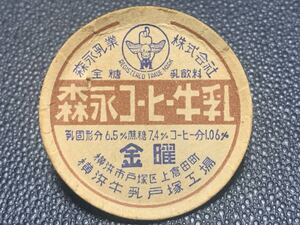 森永乳業 株式会社
REGISTERED TRADE MARK
全糖 乳飲料
森永コーヒー牛乳
乳固形分6.5%蔗糖7.4%コーヒー分1.06%
金曜
横浜市戸塚区上倉田町
横浜牛乳戸塚工場